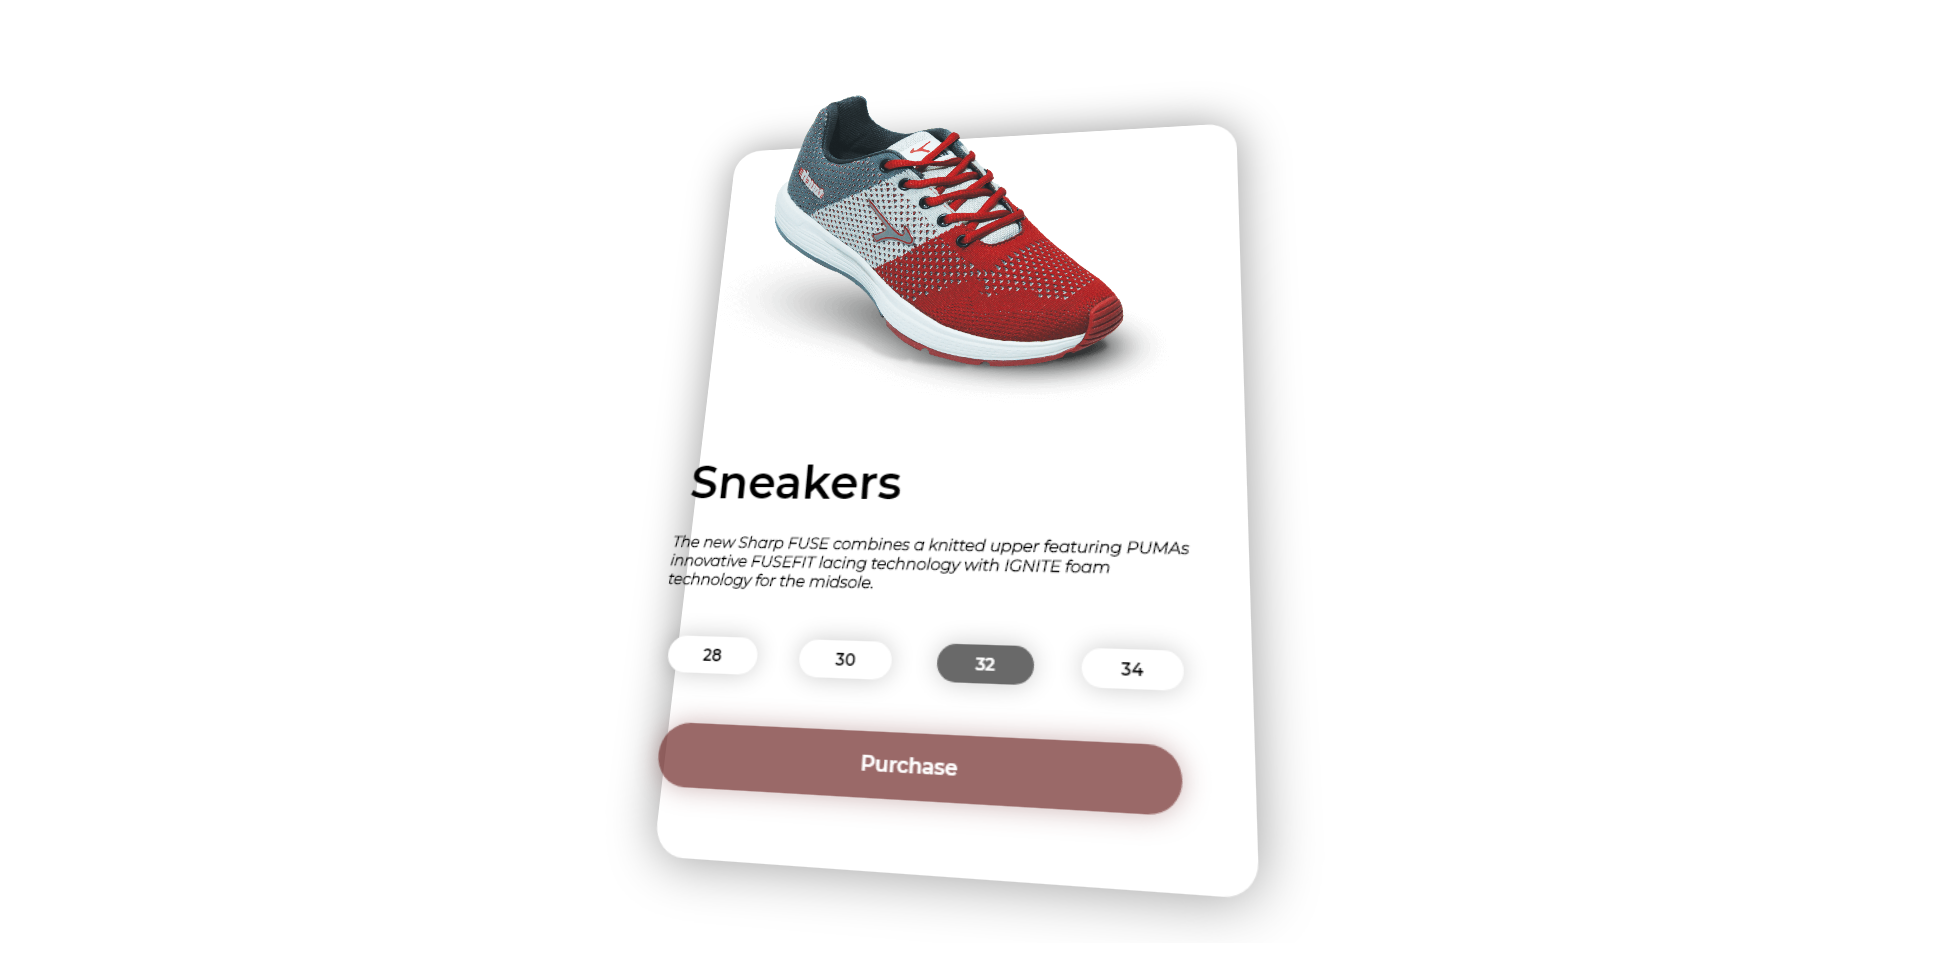 Sneakers
The new Sharp FUSE combines a knitted upper featuring PUMAs
innovative FUSEFIT lacing technology with IGNITE foam
technology for the midsole.
28
30
32
34
Purchase